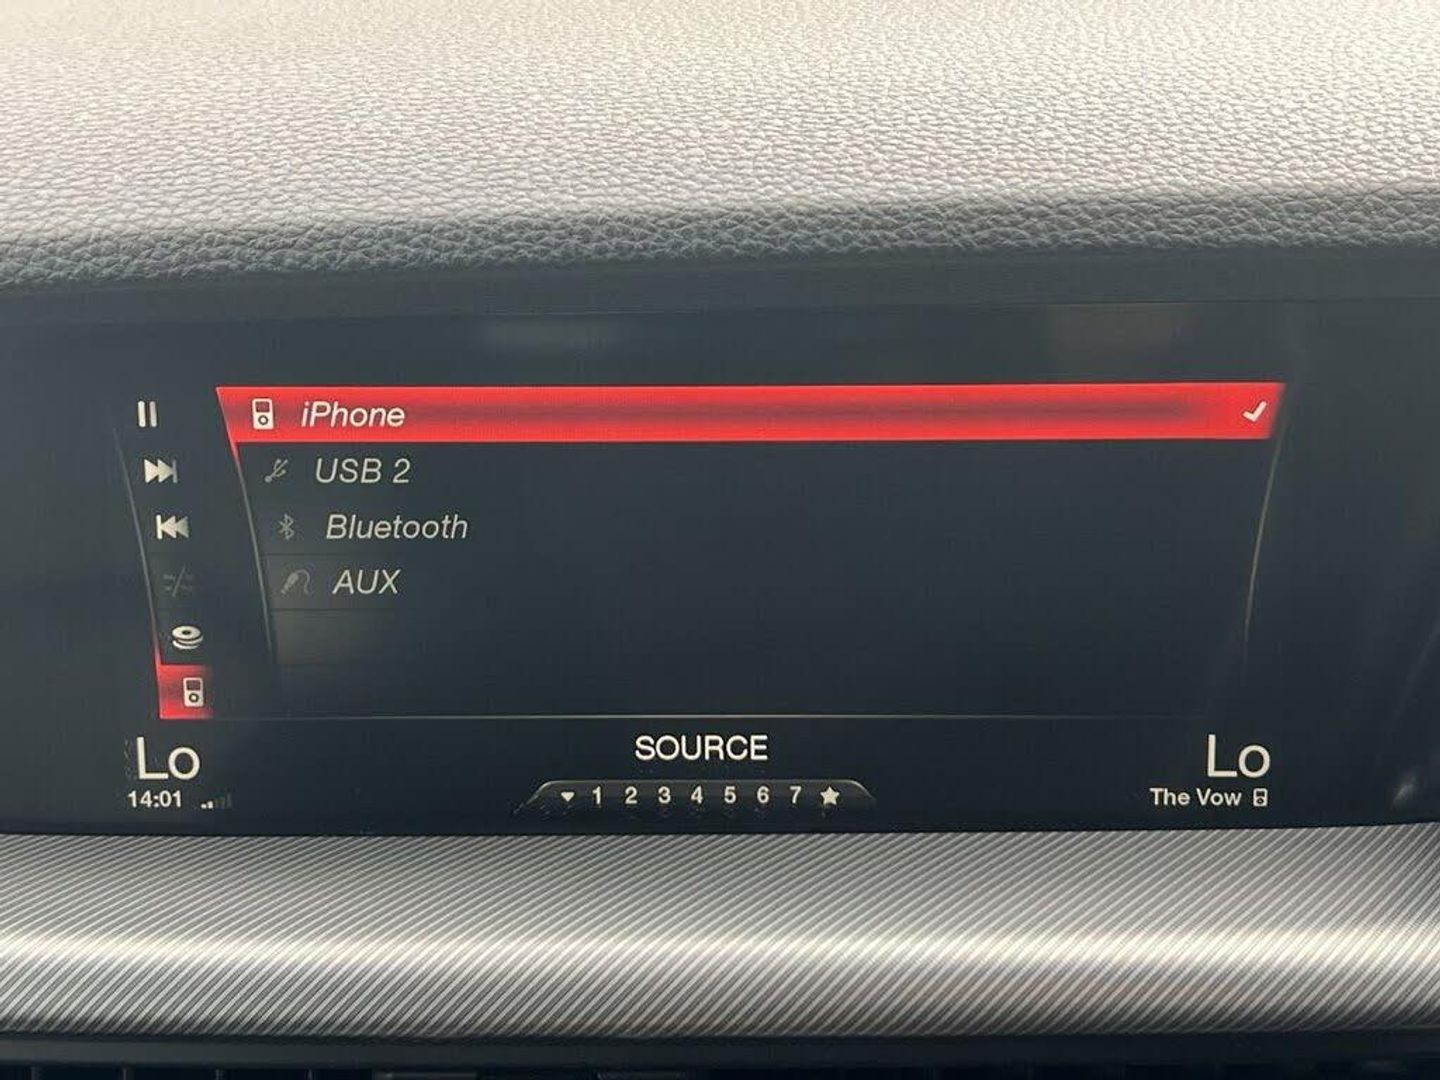 iPhone
USB 2
Bluetooth
AUX
SOURCE
Lo
Lo
14:01
1 2 3 4 5 6 7
The Vow